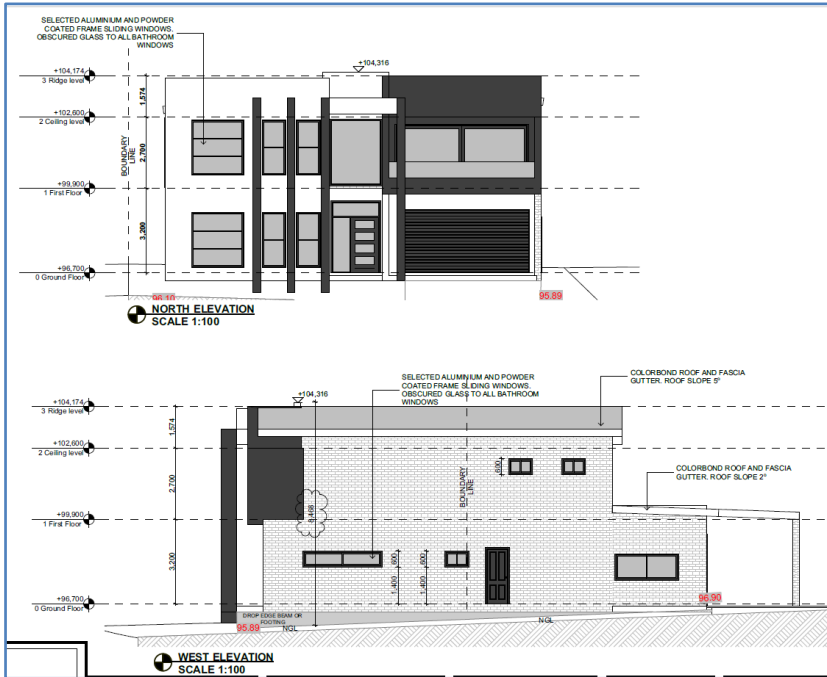 SELECTED ALUMINIUM AND POWDER
COATED FRAME SLIDING WINDOWS.
OBSCURED GLASS TO ALL BATHROOM
WINDOWS
+104,316
+104,174
3 Ridge level
1,574
+102,600
2 Ceiling level
BOUNDARY
LINE
2,700
+99,900
1 First Floor
3,200
+96,700
0 Ground Floor
96.10
95.89
NORTH ELEVATION
SCALE 1:100
SELECTED ALUMINIUM AND POWDER
COATED FRAME SLIDING WINDOWS.
OBSCURED GLASS TO ALL BATHROOM
WINDOWS
COLORBOND ROOF AND FASCIA
GUTTER. ROOF SLOPE 5°
+104,316
+104,174
3 Ridge level
1,574
+102,600
2 Ceiling level
600
COLORBOND ROOF AND FASCIA
GUTTER. ROOF SLOPE 2°
2,700
BOUNDARY
LINE
+99,900
1 First Floor
3,200
600
600
1,400
1,400
+96,700
0 Ground Floor
96.90
DROP EDGE BEAM OR
FOOTING
95.89
NGL
NGL
WEST ELEVATION
SCALE 1:100